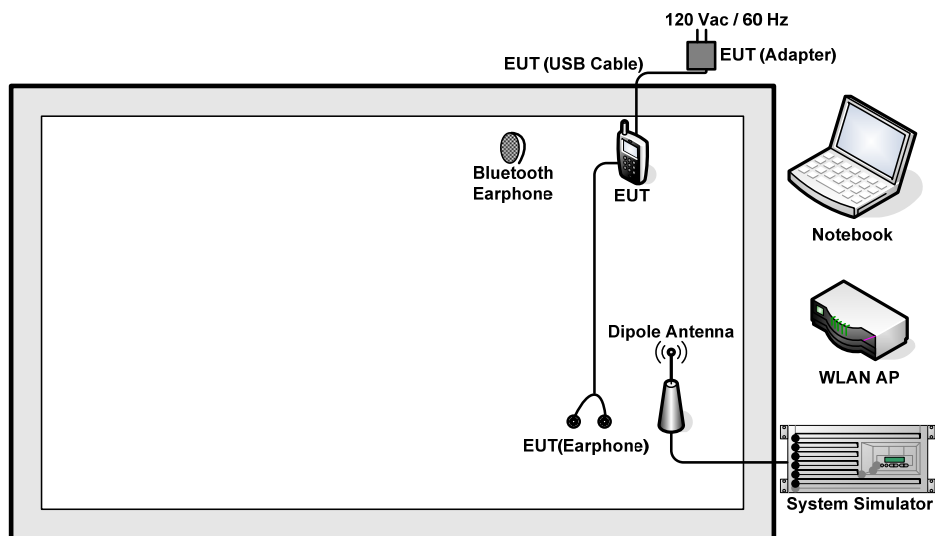 120 Vac / 60 Hz
EUT (Adapter)
EUT (USB Cable)
Bluetooth
Earphone
EUT
Notebook
Dipole Antenna
WLAN AP
EUT(Earphone)
System Simulator